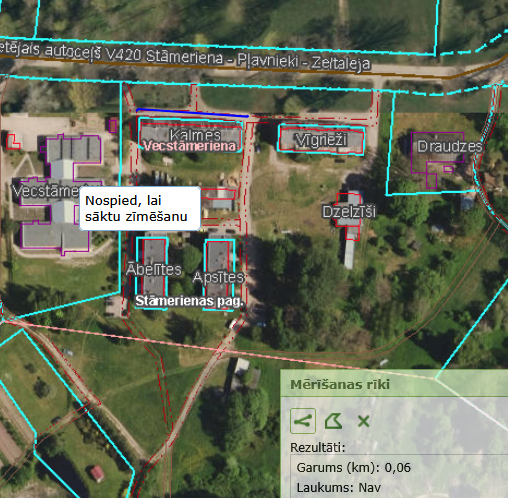 etējais autoceļš V420 Stāmeriena - Pļavnieki - Zeltaleja
Kalmes
Vecstāmeriena
Vīgrieži
Draudzes
Vecstāme
Nospied, lai
sāktu zīmēšanu
Dzelzīši
Ābelītes
Apsītes
Stāmerienas pag.
Mērīšanas rīki
Rezultāti:
Garums (km): 0,06
Laukums: Nav